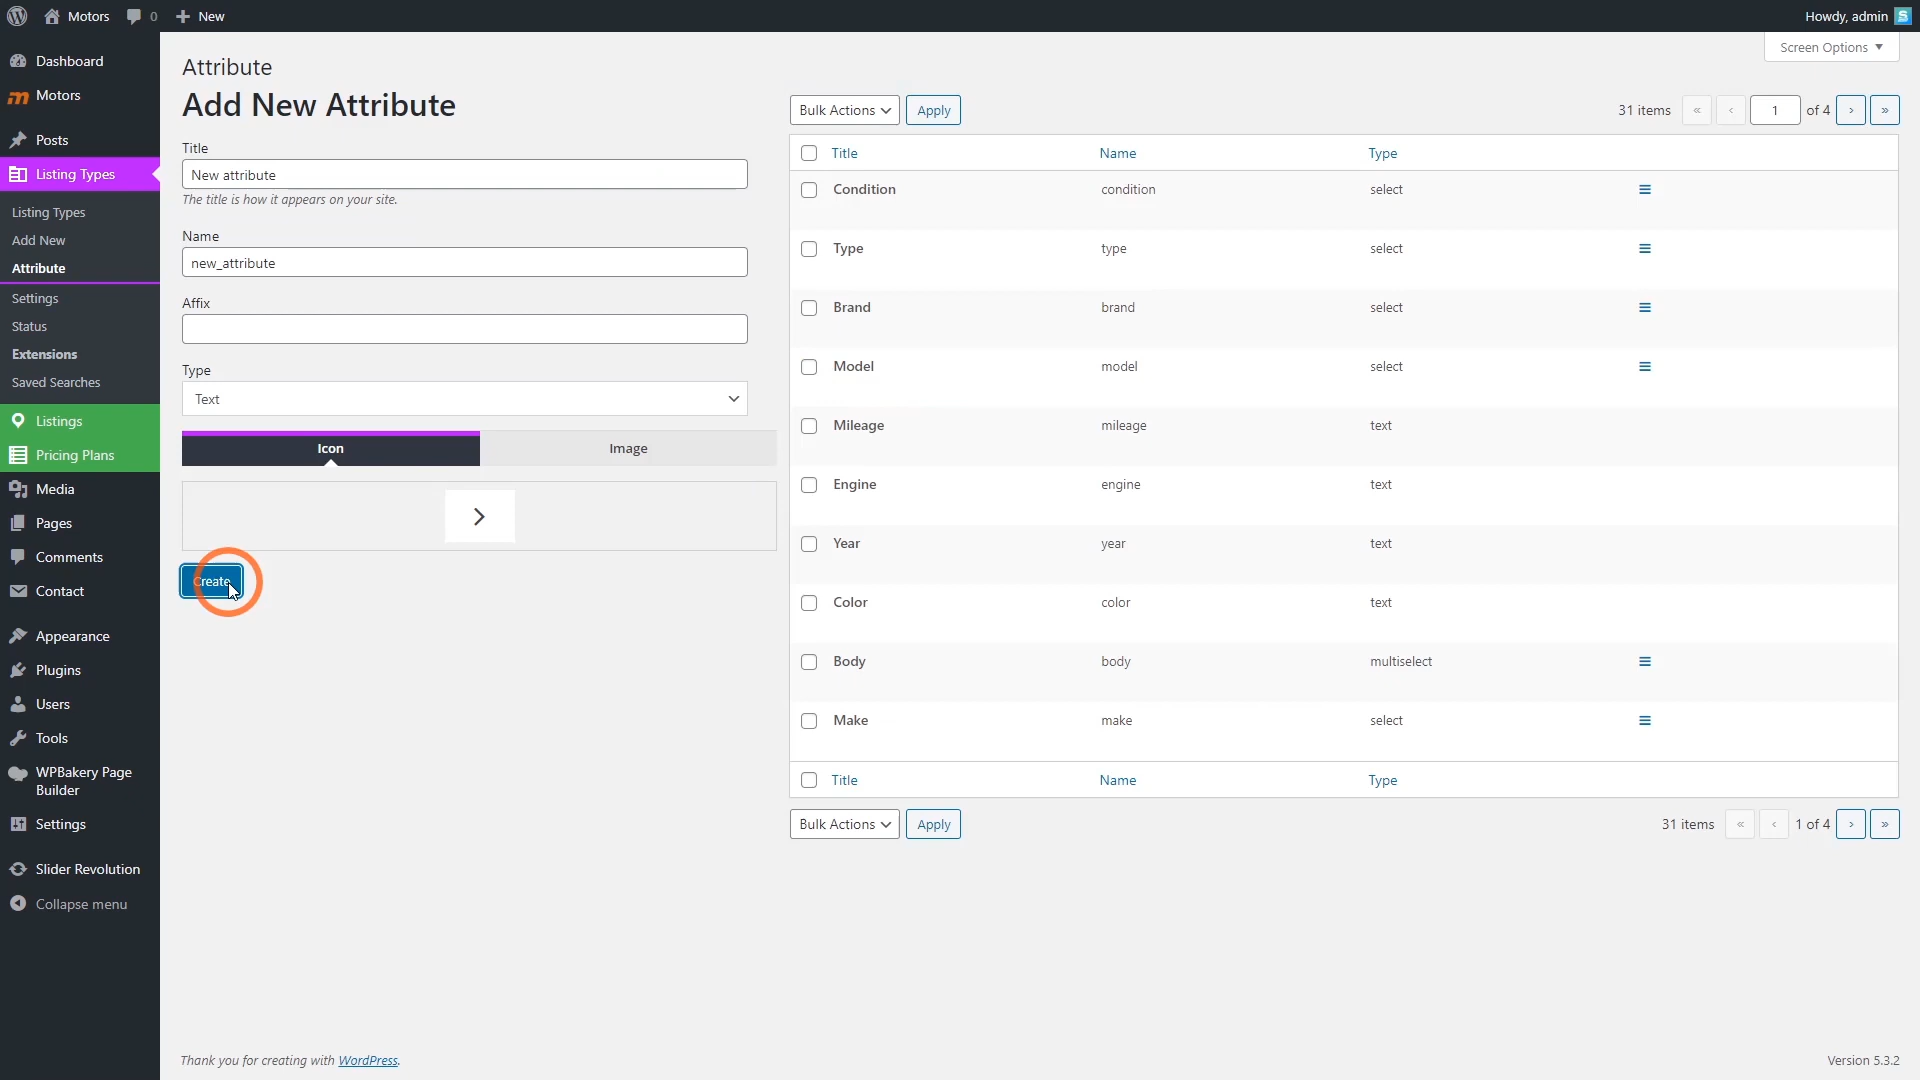 Motors
0
New
Howdy, admin
Screen Options
Dashboard
Motors
Posts
Listing Types
Listing Types
Add New
Attribute
Settings
Status
Extensions
Saved Searches
Listings
Pricing Plans
Media
Pages
Comments
Contact
Appearance
Plugins
Users
Tools
WPBakery Page
Builder
Settings
Slider Revolution
Collapse menu
Attribute
Add New Attribute
Title
New attribute
The title is how it appears on your site.
Name
new_attribute
Affix
Type
Text
Icon
Image
Create
Bulk Actions
Apply
31 items « ‹ 1 of 4 › »
Title Name Type
Condition condition select
Type type select
Brand brand select
Model model select
Mileage mileage text
Engine engine text
Year year text
Color color text
Body body multiselect
Make make select
Title Name Type
Bulk Actions
Apply
31 items « ‹ 1 of 4 › »
Thank you for creating with WordPress.
Version 5.3.2